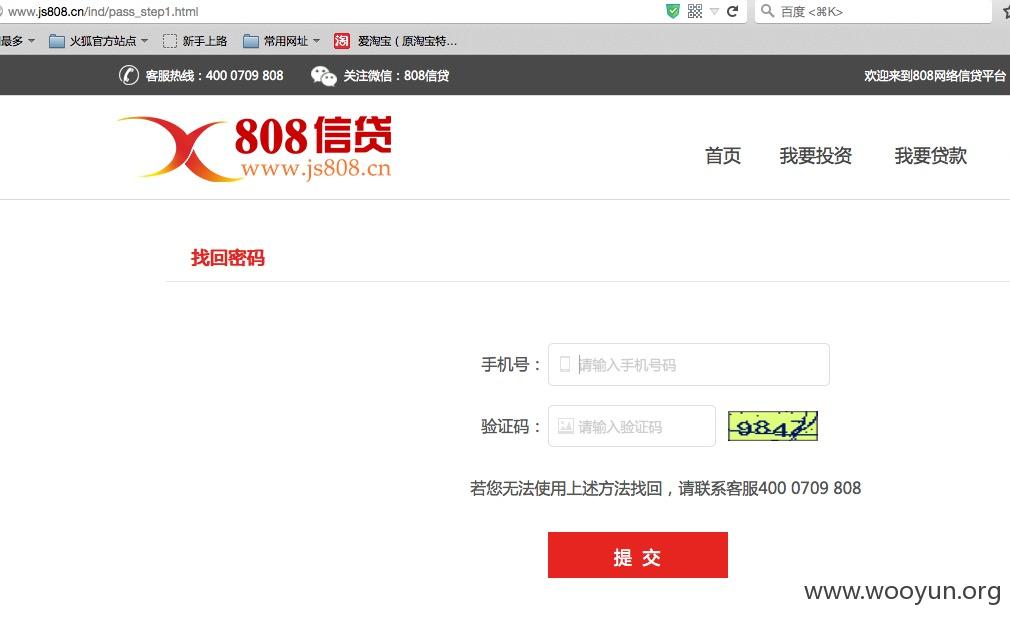 www.js808.cn/ind/pass_step1.html
百度 <⌘K>
最多 火狐官方站点 新手上路 常用网址 淘 爱淘宝（原淘宝特...
客服热线：400 0709 808 关注微信：808信贷 欢迎来到808网络信贷平台
808信贷
www.js808.cn
首页 我要投资 我要贷款
找回密码
手机号： 请输入手机号码
验证码： 请输入验证码 9847
若您无法使用上述方法找回，请联系客服400 0709 808
提 交
www.wooyun.org